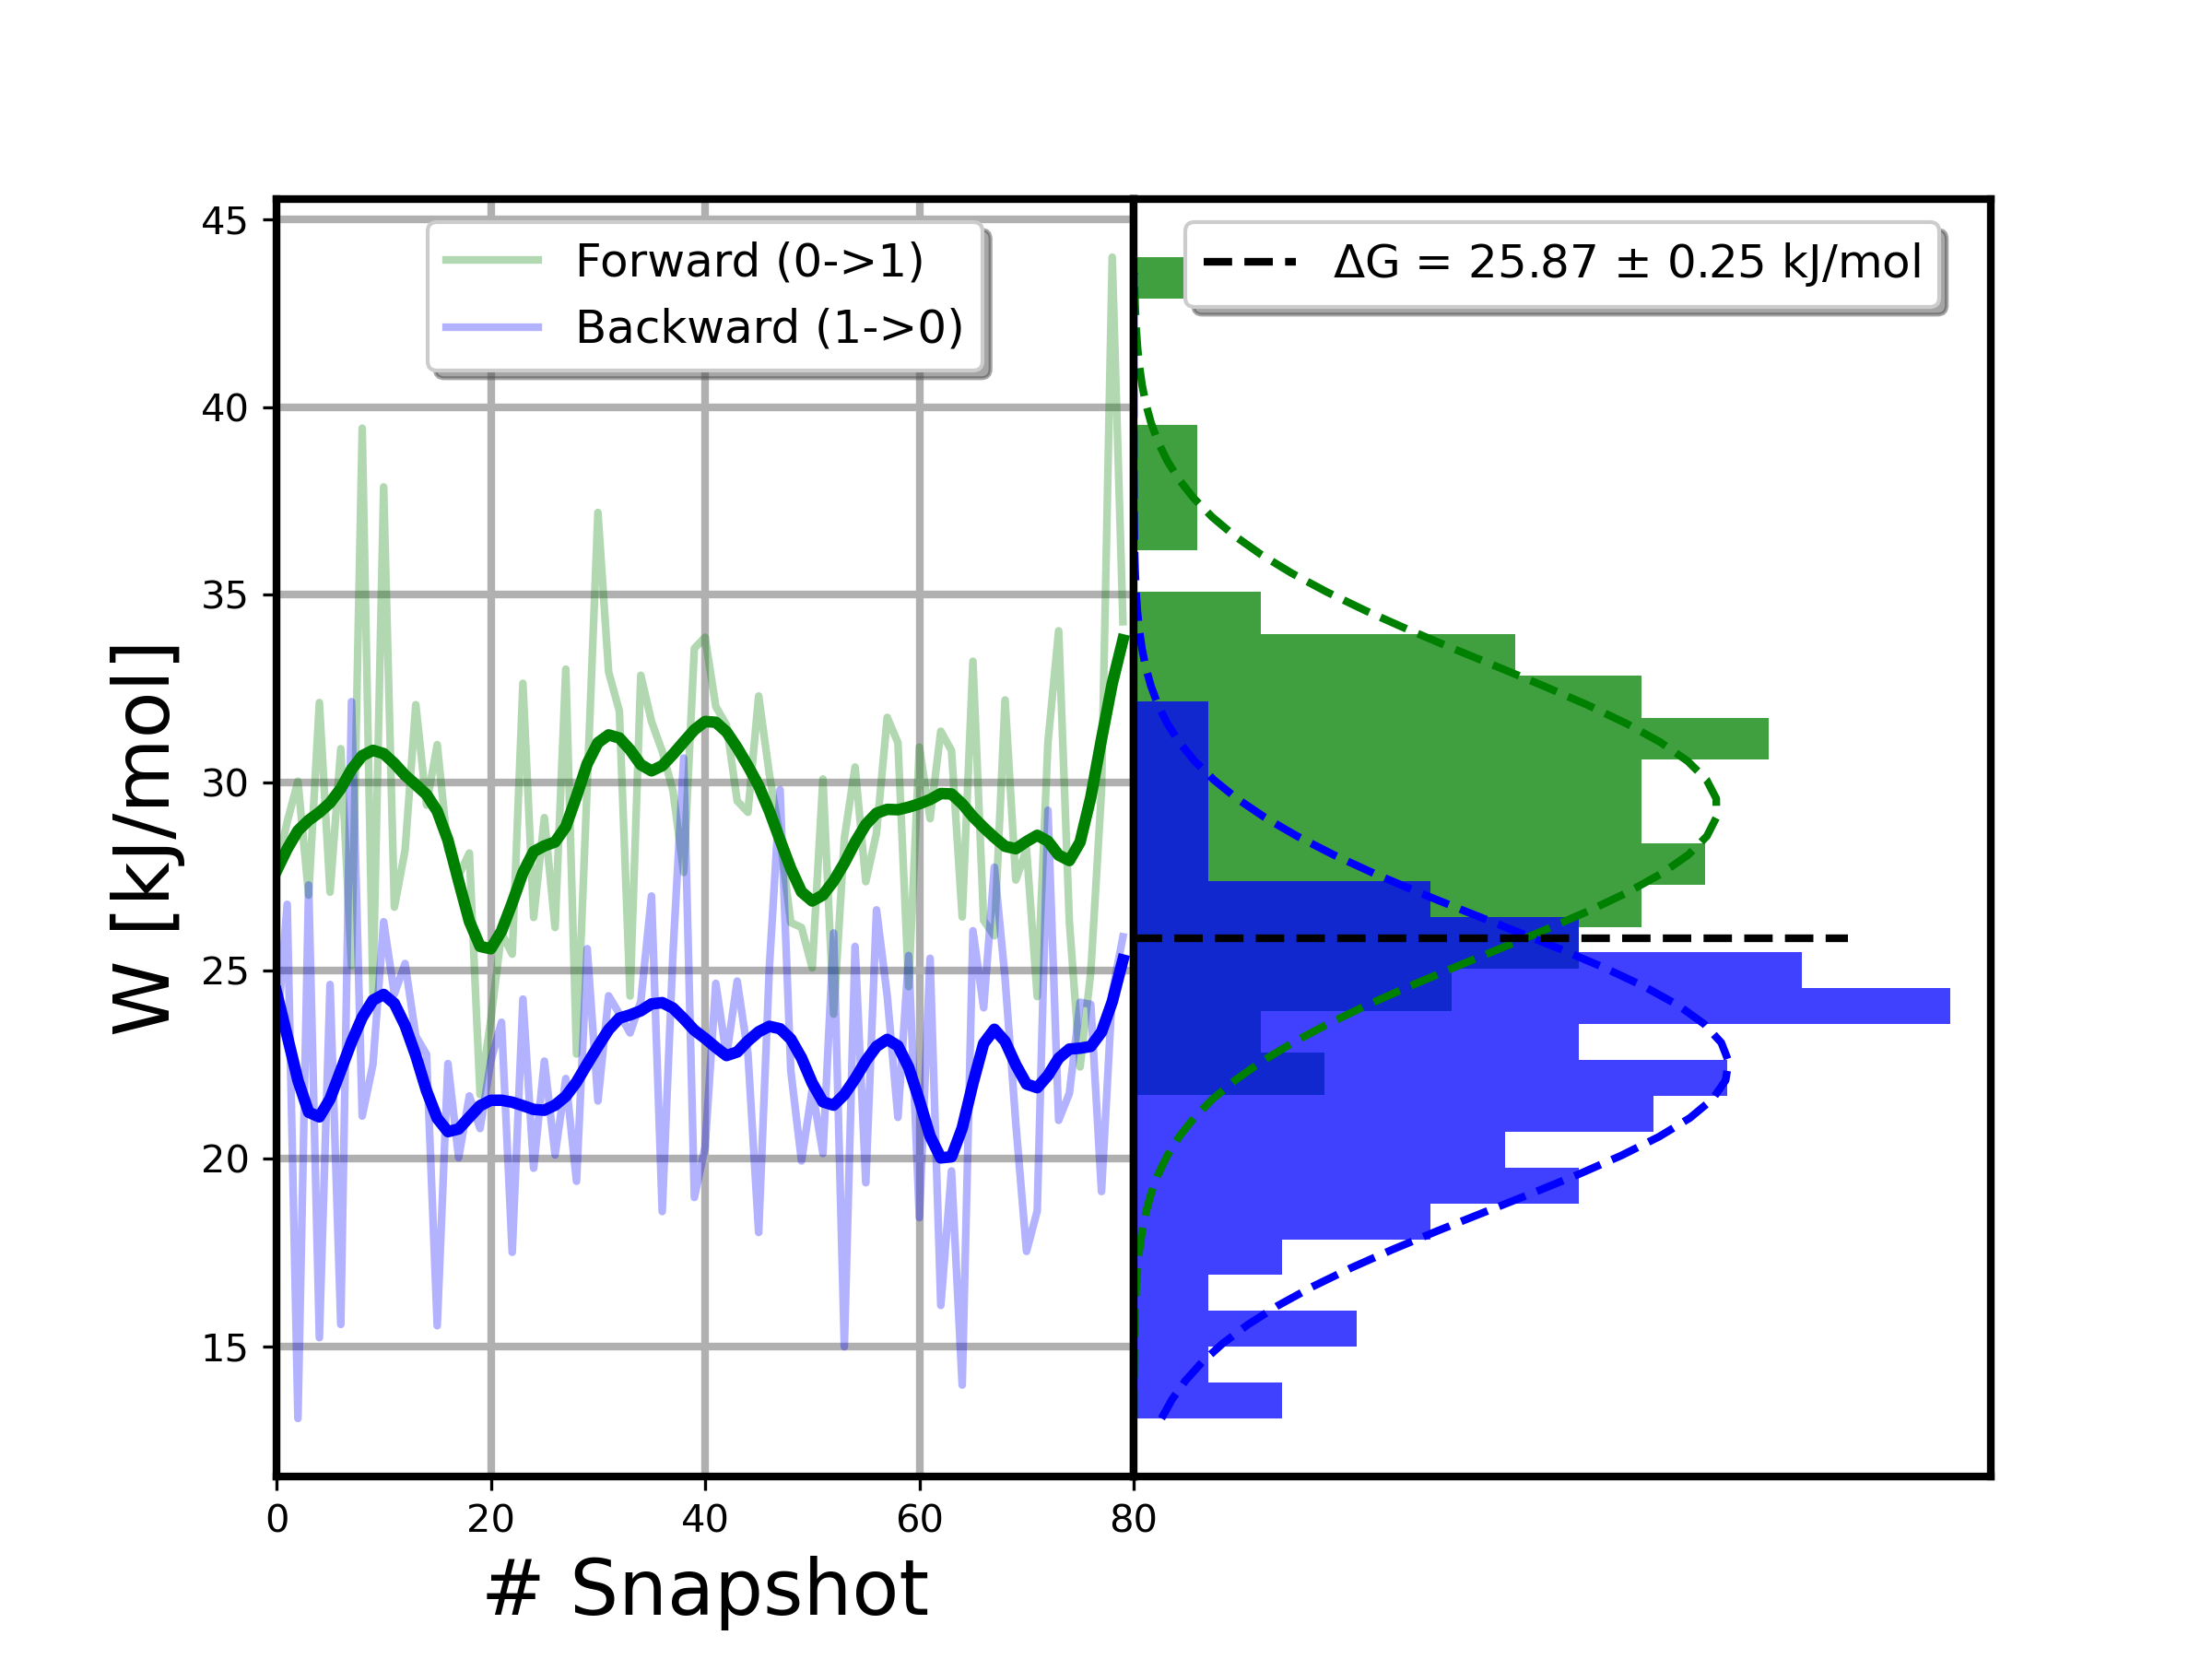 W [kJ/mol]
45
40
35
30
25
20
15
Forward (0->1)
Backward (1->0)
ΔG = 25.87 ± 0.25 kJ/mol
0 20 40 60 80
# Snapshot